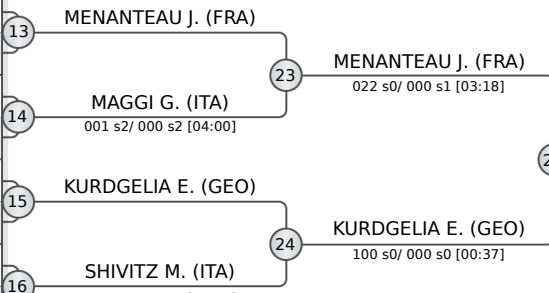 MENANTEAU J. (FRA)
13
23
MENANTEAU J. (FRA)
022 s0/ 000 s1 [03:18]
MAGGI G. (ITA)
14
001 s2/ 000 s2 [04:00]
KURDGELIA E. (GEO)
15
24
KURDGELIA E. (GEO)
100 s0/ 000 s0 [00:37]
SHIVITZ M. (ITA)
16